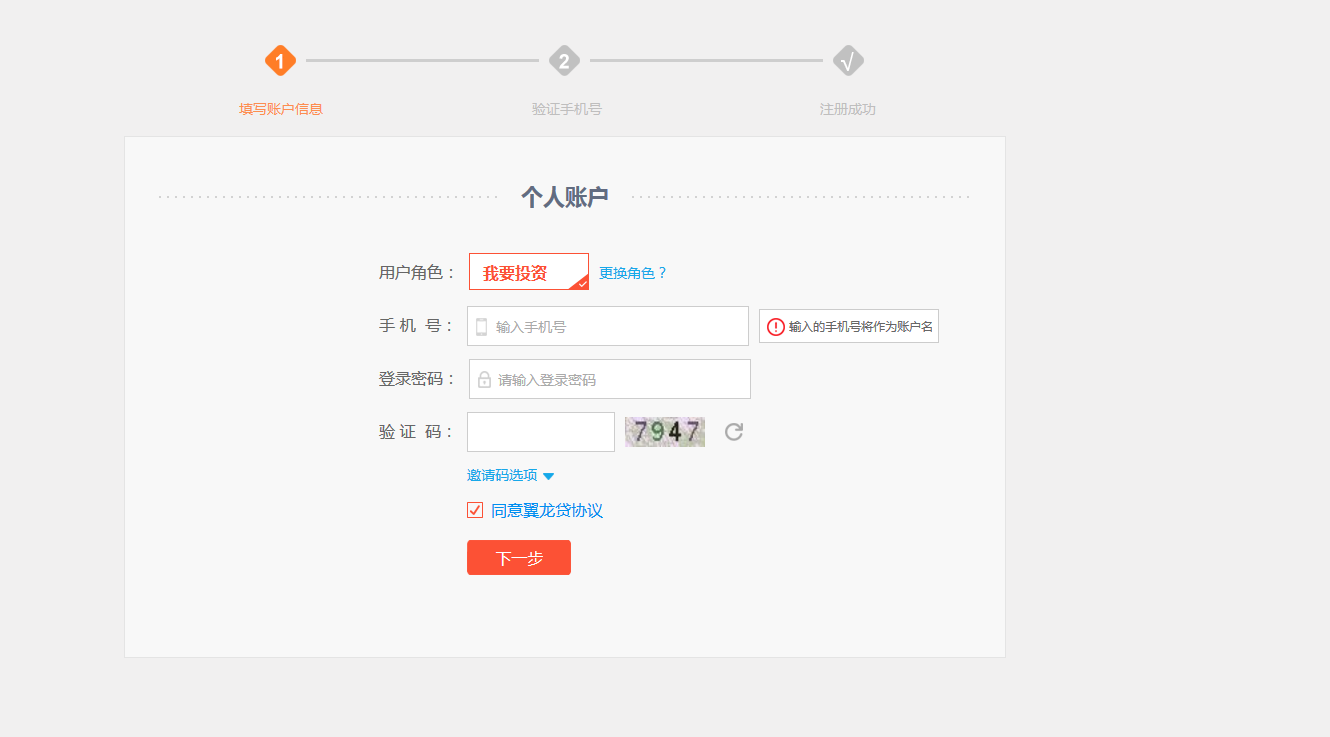 1 2 √
填写账户信息 验证手机号 注册成功
个人账户
用户角色： 我要投资 更换角色？
手 机 号： 输入手机号 输入的手机号将作为账户名
登录密码： 请输入登录密码
验 证 码： 7947
邀请码选项
同意翼龙贷协议
下一步